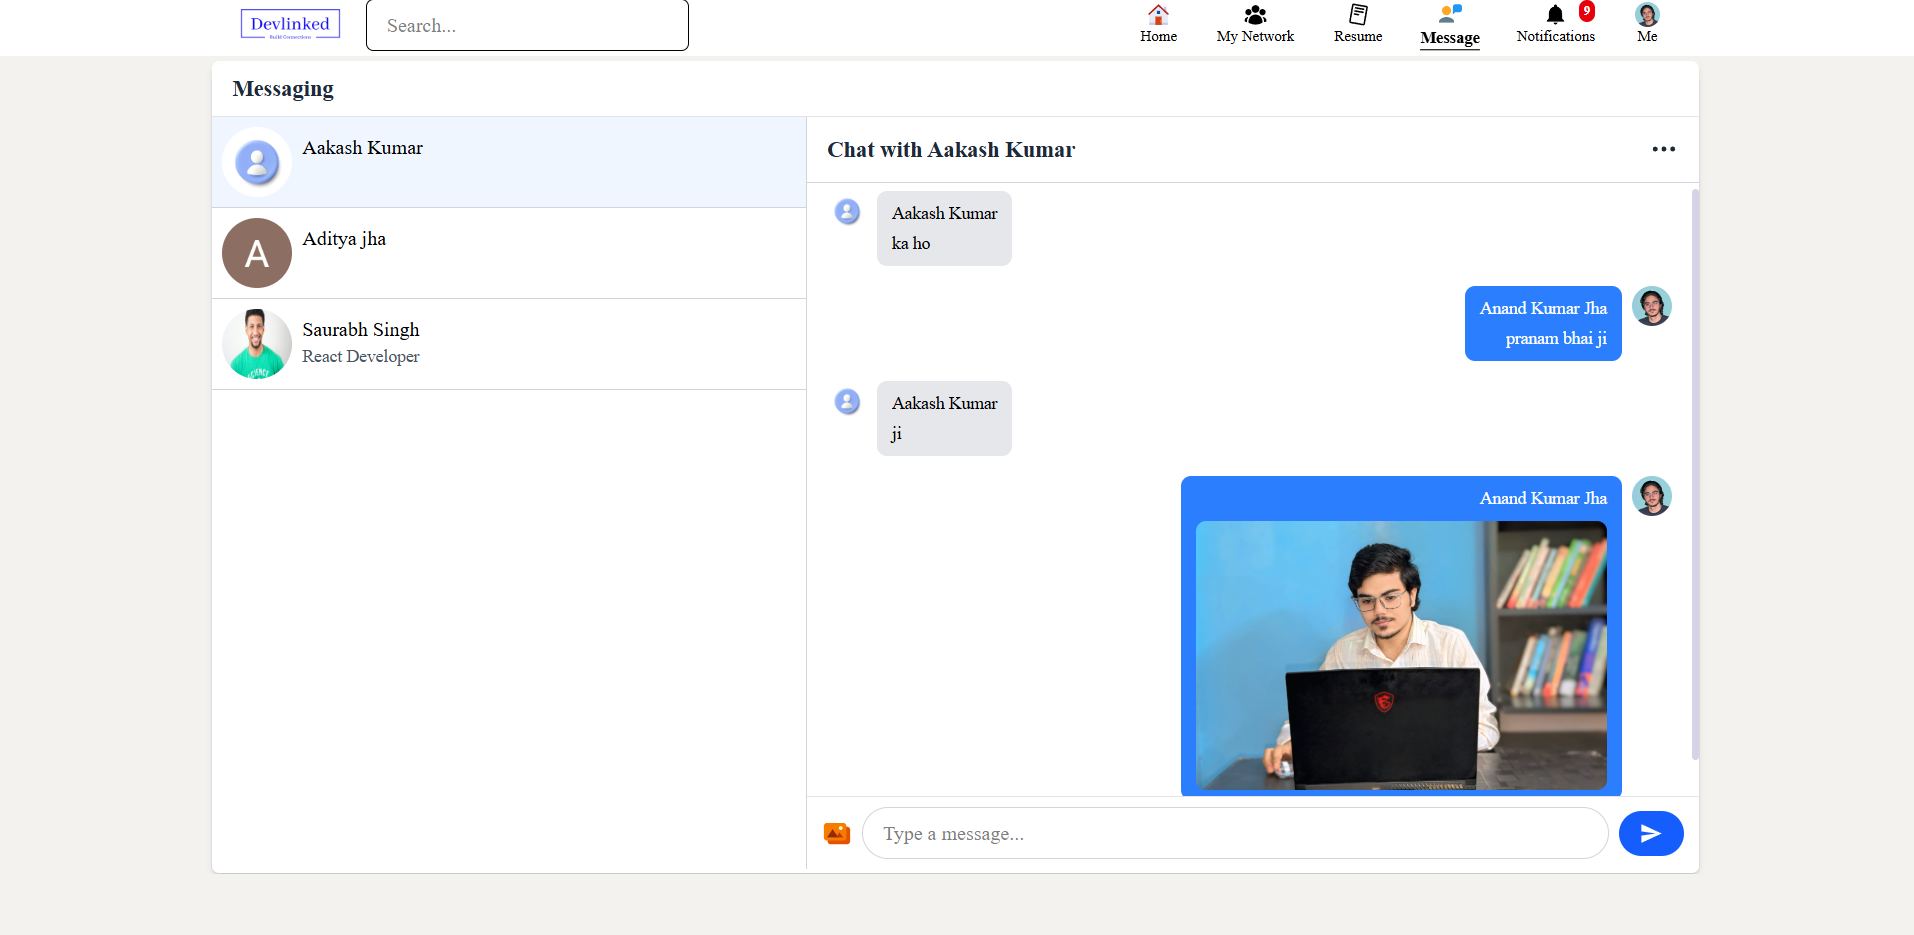 Devlinked
Build Connections
Search...
Home
My Network
Resume
Message
Notifications
9
Me
Messaging
Aakash Kumar
A
Aditya jha
Saurabh Singh
React Developer
Chat with Aakash Kumar
Aakash Kumar
ka ho
Anand Kumar Jha
pranam bhai ji
Aakash Kumar
ji
Anand Kumar Jha
Type a message...